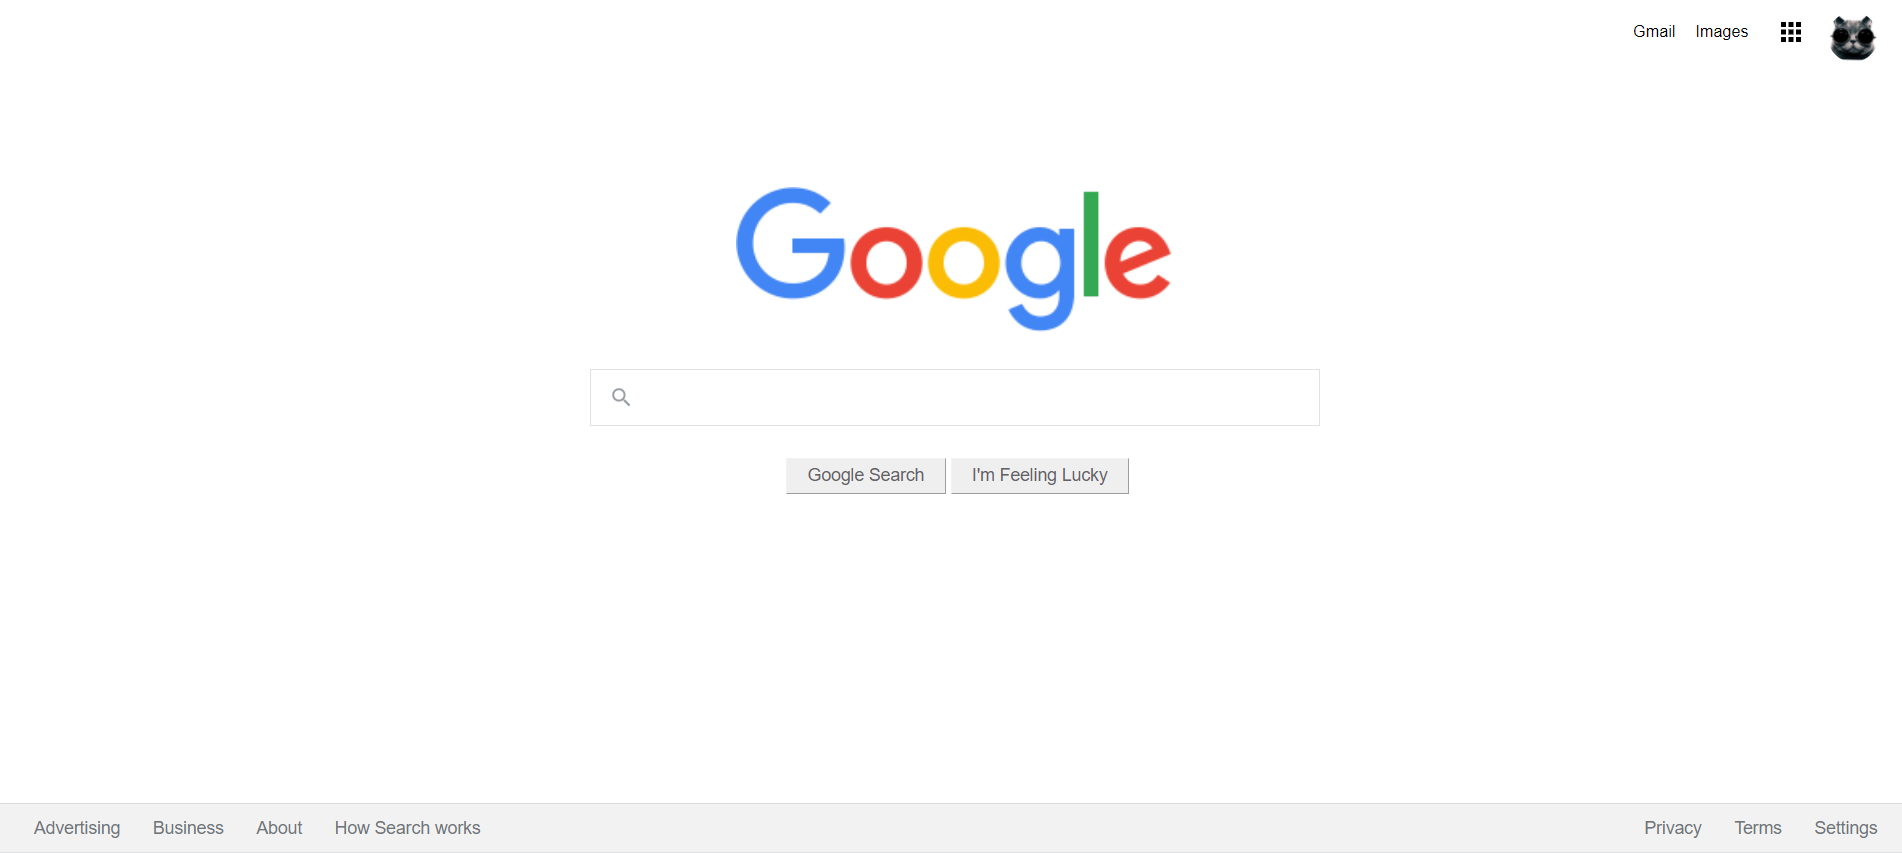 Gmail Images
Google
Google Search I'm Feeling Lucky
Advertising Business About How Search works Privacy Terms Settings